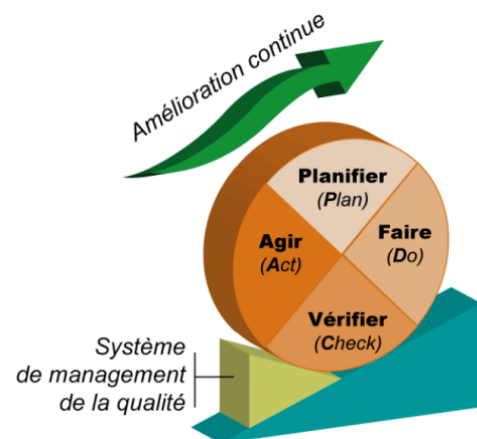 Amélioration continue
Planifier
(Plan)
Faire
(Do)
Agir
(Act)
Vérifier
(Check)
Système
de management
de la qualité